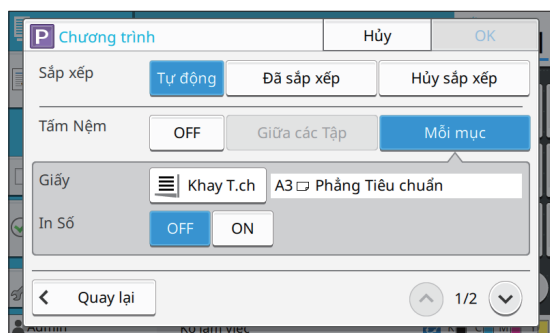 P Chương trình Hủy OK
Sắp xếp Tự động Đã sắp xếp Hủy sắp xếp
Tấm Nệm OFF Giữa các Tập Mỗi mục
Giấy Khay T.ch A3 Phẳng Tiêu chuẩn
In Số OFF ON
Quay lại 1/2